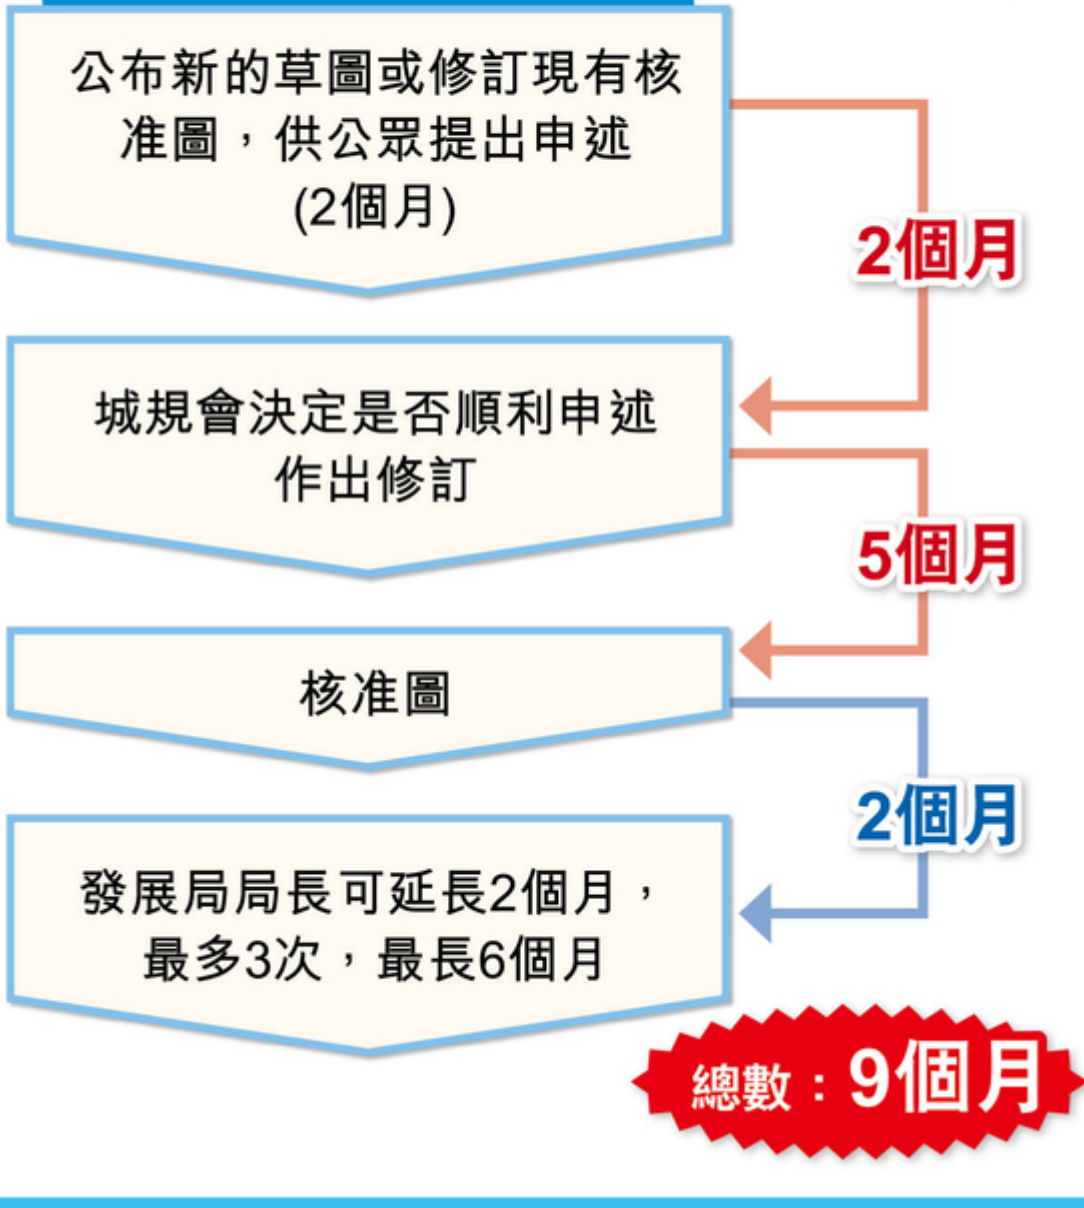 公布新的草圖或修訂現有核
准圖，供公眾提出申述
(2個月)
2個月
城規會決定是否順利申述
作出修訂
5個月
核准圖
2個月
發展局局長可延長2個月，
最多3次，最長6個月
總數：9個月